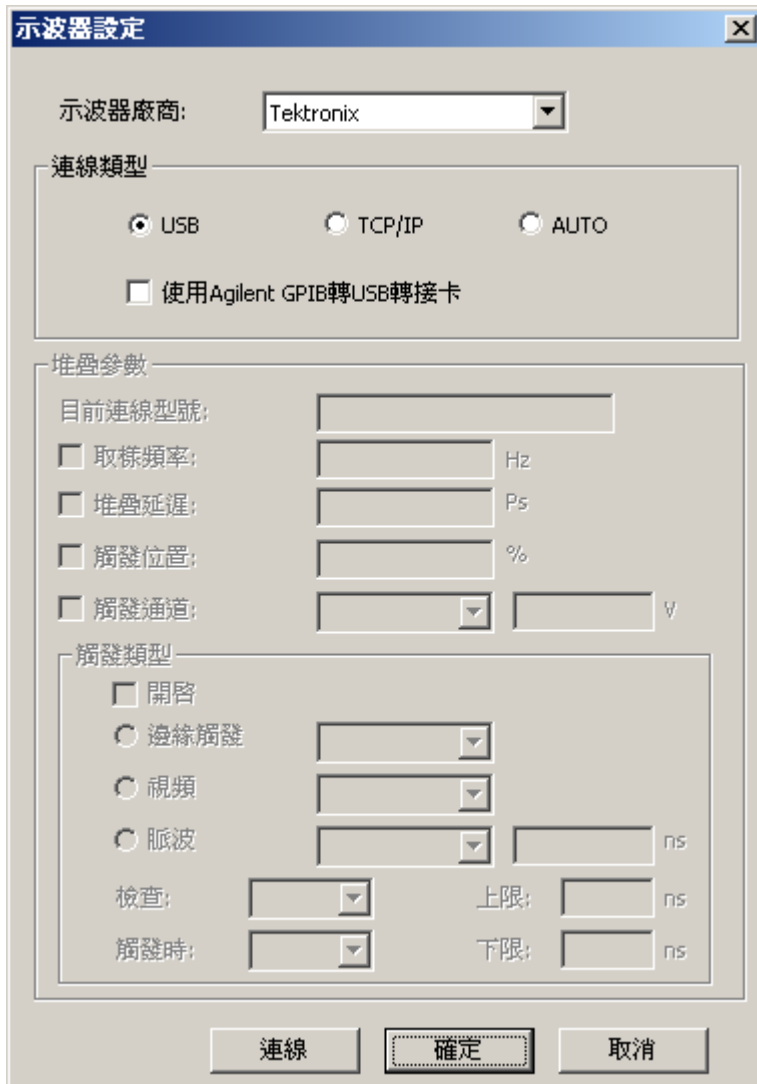 示波器設定
示波器廠商: Tektronix
連線類型
USB TCP/IP AUTO
使用Agilent GPIB轉USB轉接卡
堆疊參數
目前連線型號:
取樣頻率: Hz
堆疊延遲: Ps
觸發位置: %
觸發通道: V
觸發類型
開啓
邊緣觸發
視頻
脈波 ns
檢查: 上限: ns
觸發時: 下限: ns
連線 確定 取消